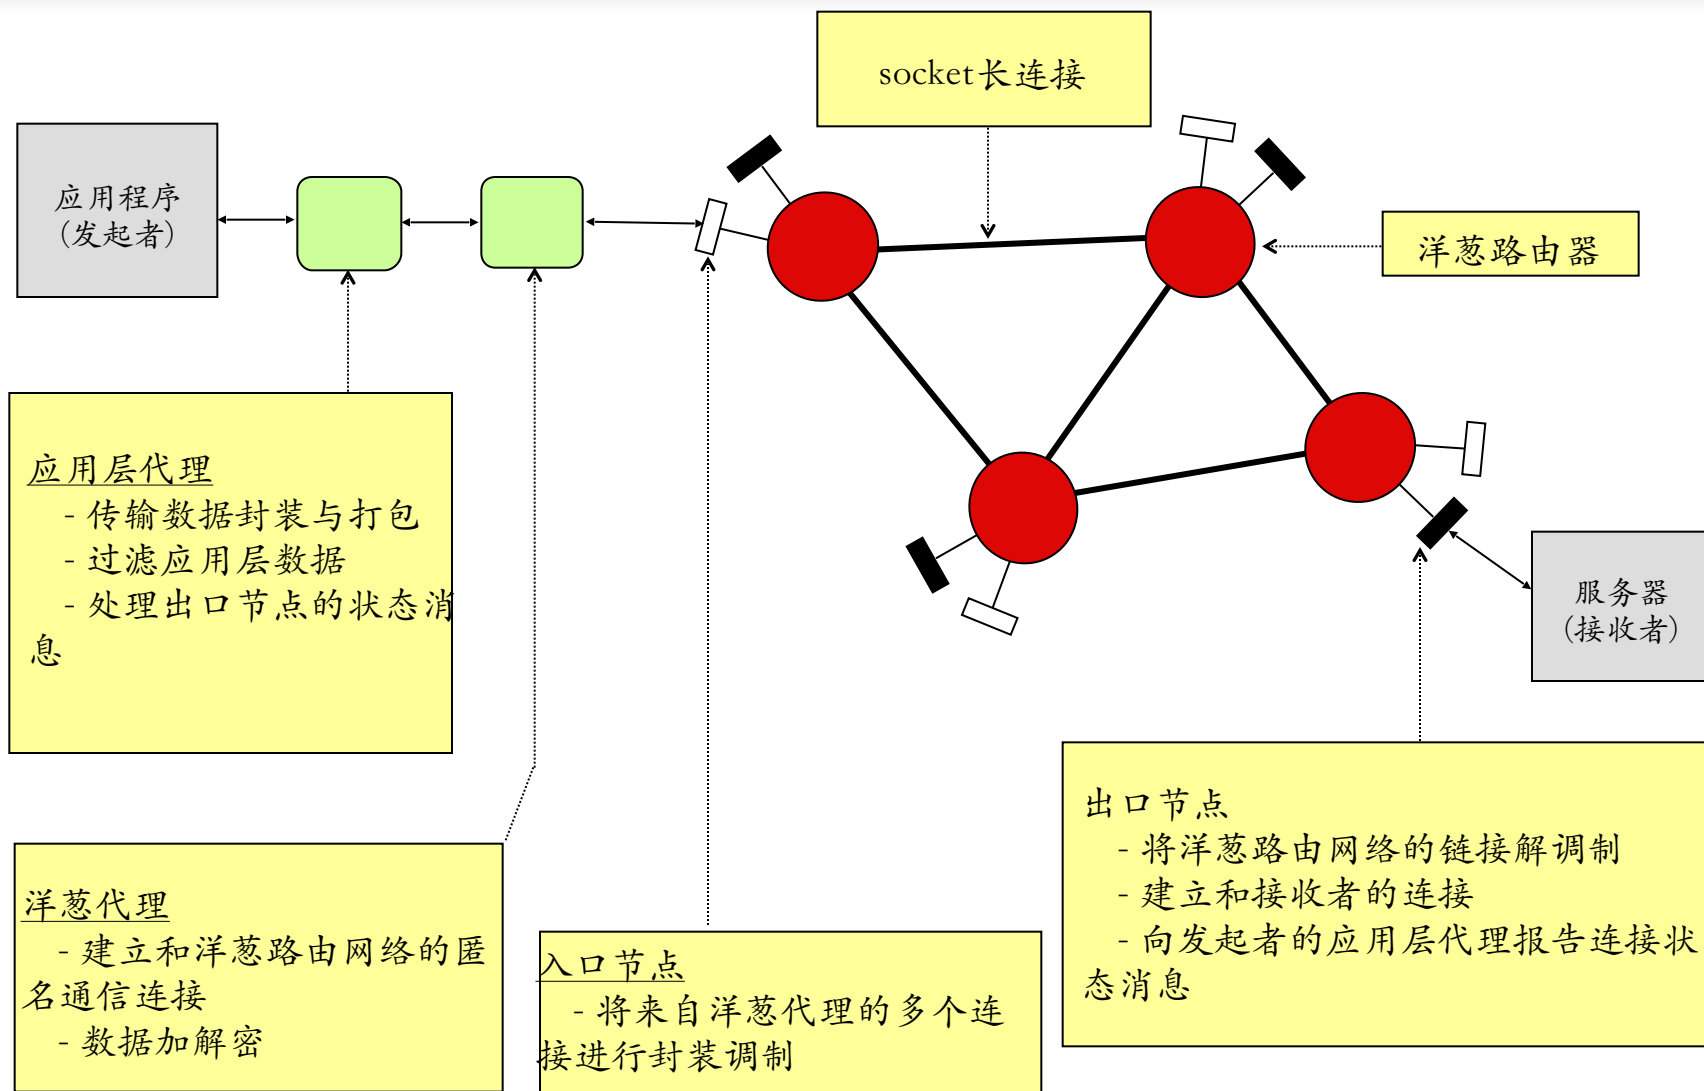 socket长连接
应用程序
(发起者)
洋葱路由器
应用层代理
- 传输数据封装与打包
- 过滤应用层数据
- 处理出口节点的状态消
息
服务器
(接收者)
洋葱代理
- 建立和洋葱路由网络的匿
名通信连接
- 数据加解密
入口节点
- 将来自洋葱代理的多个连
接进行封装调制
出口节点
- 将洋葱路由网络的链接解调制
- 建立和接收者的连接
- 向发起者的应用层代理报告连接状
态消息